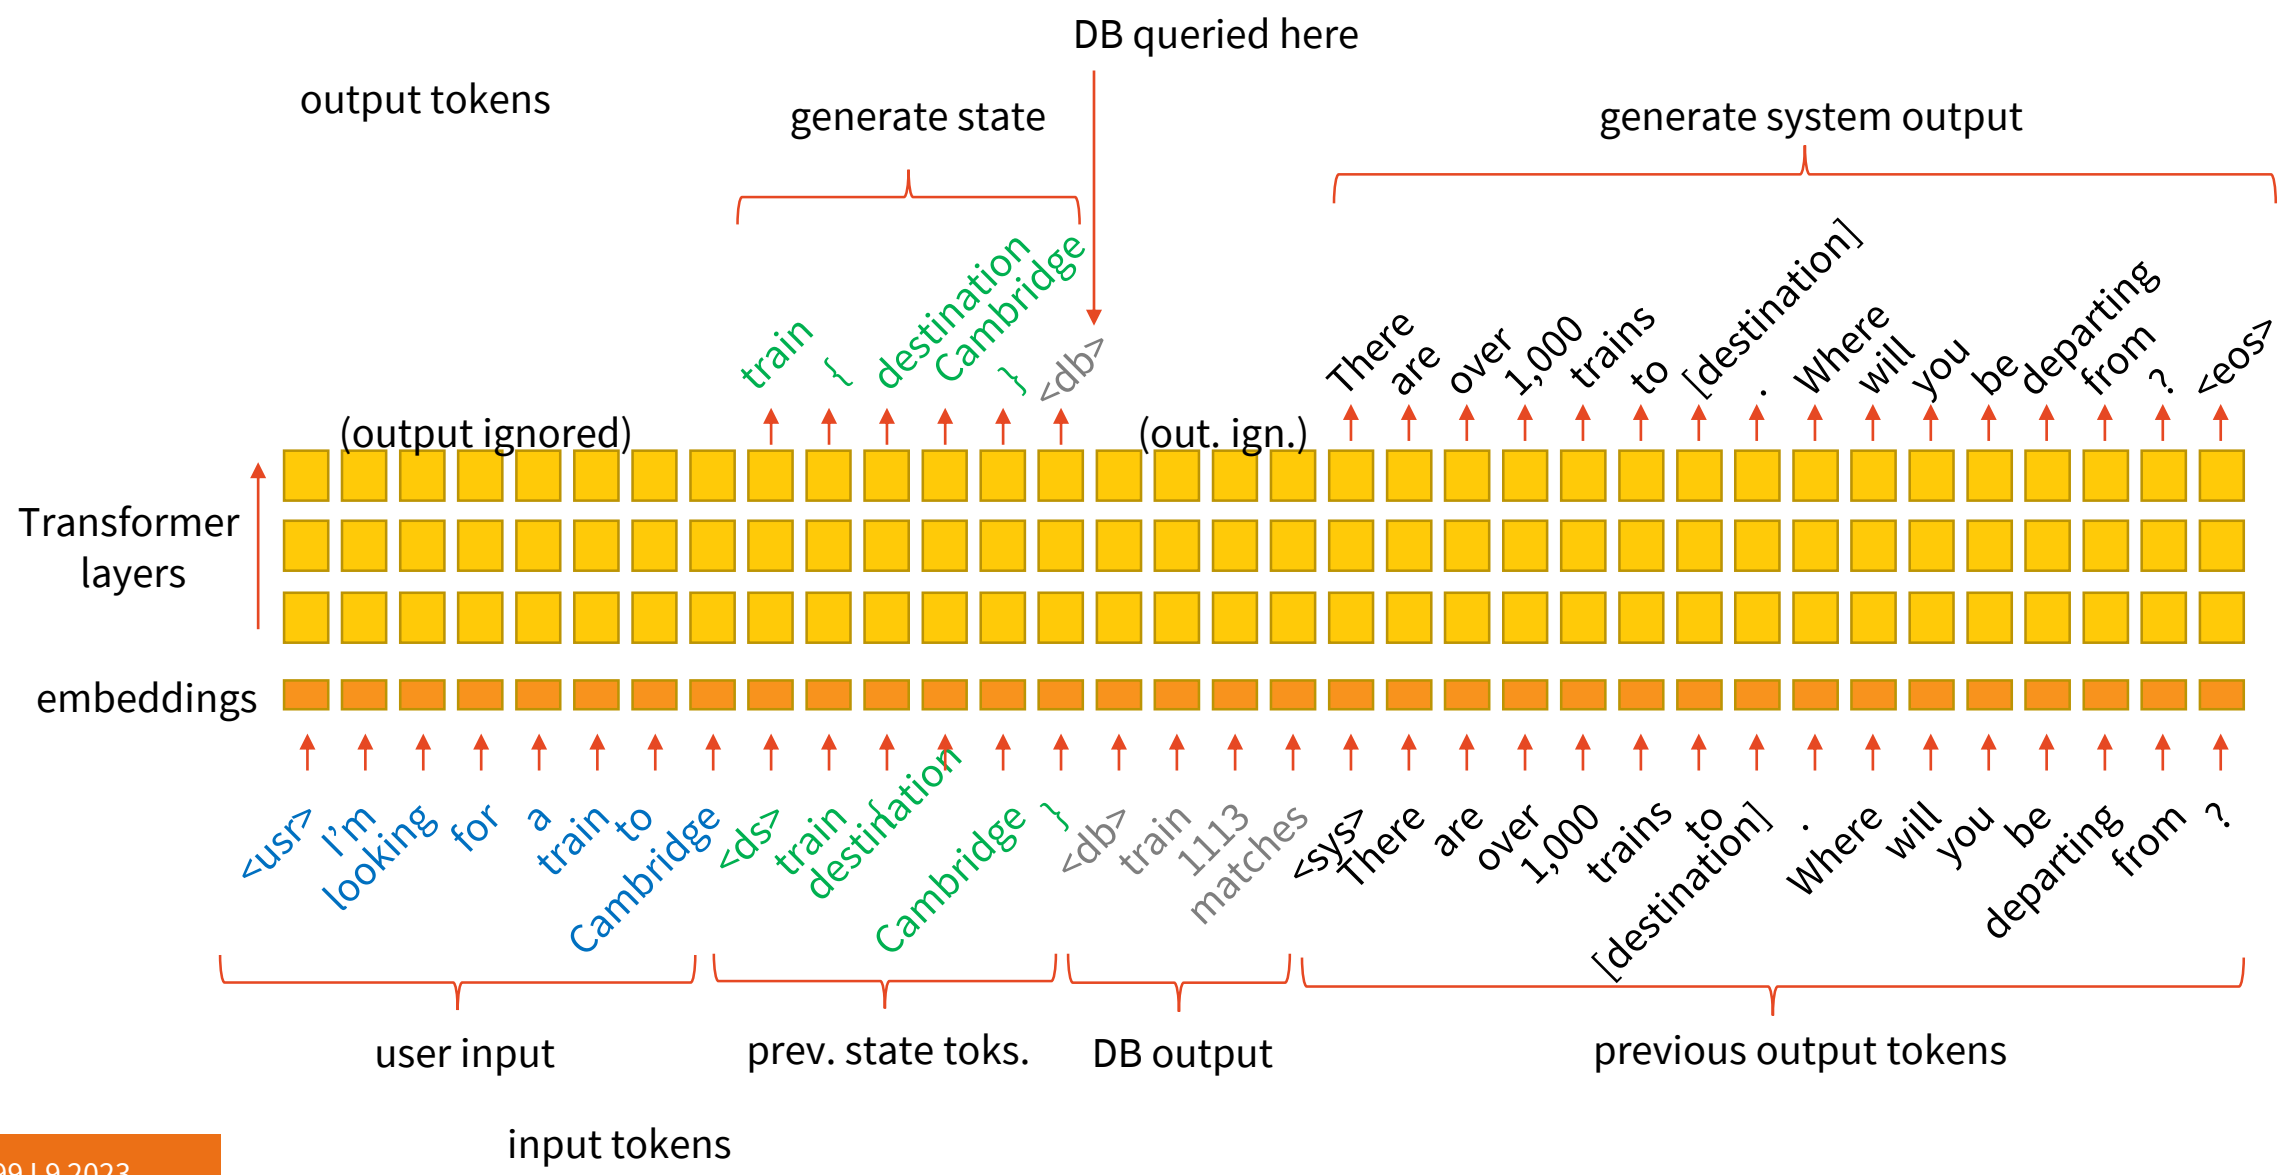 DB queried here
output tokens
generate state
generate system output
train { destination Cambridge } <db>
There are over 1,000 trains to [destination] . Where will you be departing from ? <eos>
(output ignored)
(out. ign.)
Transformer
layers
embeddings
<usr> I'm looking for a train to Cambridge
<ds> train { destination Cambridge }
<db> train 1113 matches
<sys> There are over 1,000 trains to [destination] . Where will you be departing from ?
user input
prev. state toks.
DB output
previous output tokens
input tokens
99 L9 2023